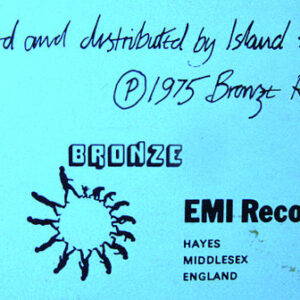 d and distributed by Island
Ⓟ 1975 Bronze R
BRONZE
EMI Reco
HAYES
MIDDLESEX
ENGLAND